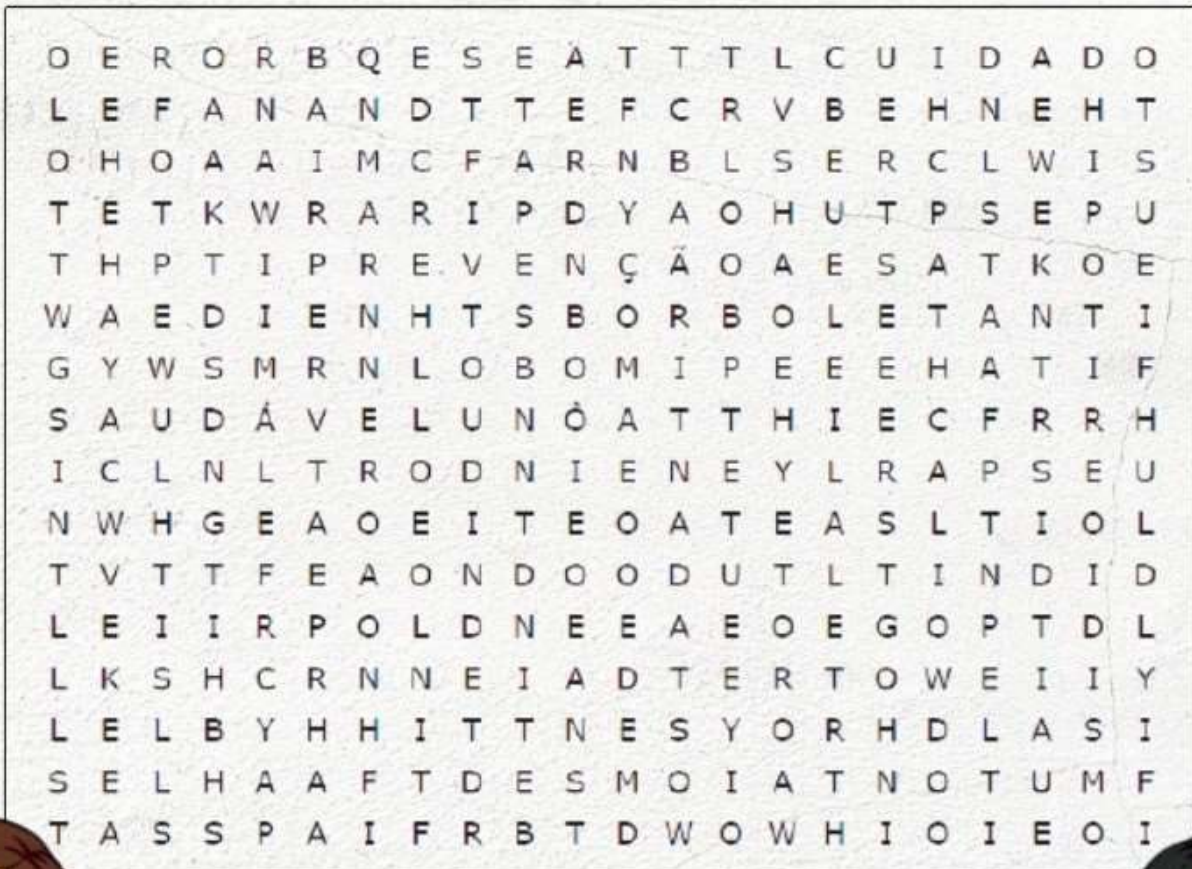 O E R O R B Q E S E A T T T L C U I D A D O
L E F A N A N D T T E F C R V B E H N E H T
O H O A A I M C F A R N B L S E R C L W I S
T E T K W R A R I P D Y A O H U T P S E P U
T H P T I P R E V E N Ç Ã O A E S A T K O E
W A E D I E N H T S B O R B O L E T A N T I
G Y W S M R N L O B O M I P E E E H A T I F
S A U D Á V E L U N Ò A T T H I E C F R R H
I C L N L T R O D N I E N E Y L R A P S E U
N W H G E A O E I T E O A T E A S L T I O L
T V T T F E A O N D O O D U T L T I N D I D
L E I I R P O L D N E E A E O E G O P T D L
L K S H C R N N E I A D T E R T O W E I I Y
L E L B Y H H I T T N E S Y O R H D L A S I
S E L H A A F T D E S M O I A T N O T U M F
T A S S P A I F R B T D W O W H I O I E O I